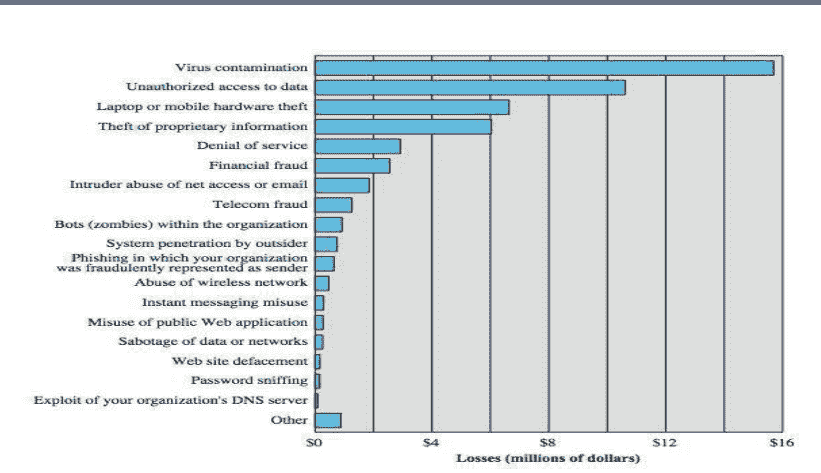 Virus contamination
Unauthorized access to data
Laptop or mobile hardware theft
Theft of proprietary information
Denial of service
Financial fraud
Intruder abuse of net access or email
Telecom fraud
Bots (zombies) within the organization
System penetration by outsider
Phishing in which your organization
was fraudulently represented as sender
Abuse of wireless network
Instant messaging misuse
Misuse of public Web application
Sabotage of data or networks
Web site defacement
Password sniffing
Exploit of your organization's DNS server
Other
$0 $4 $8 $12 $16
Losses (millions of dollars)